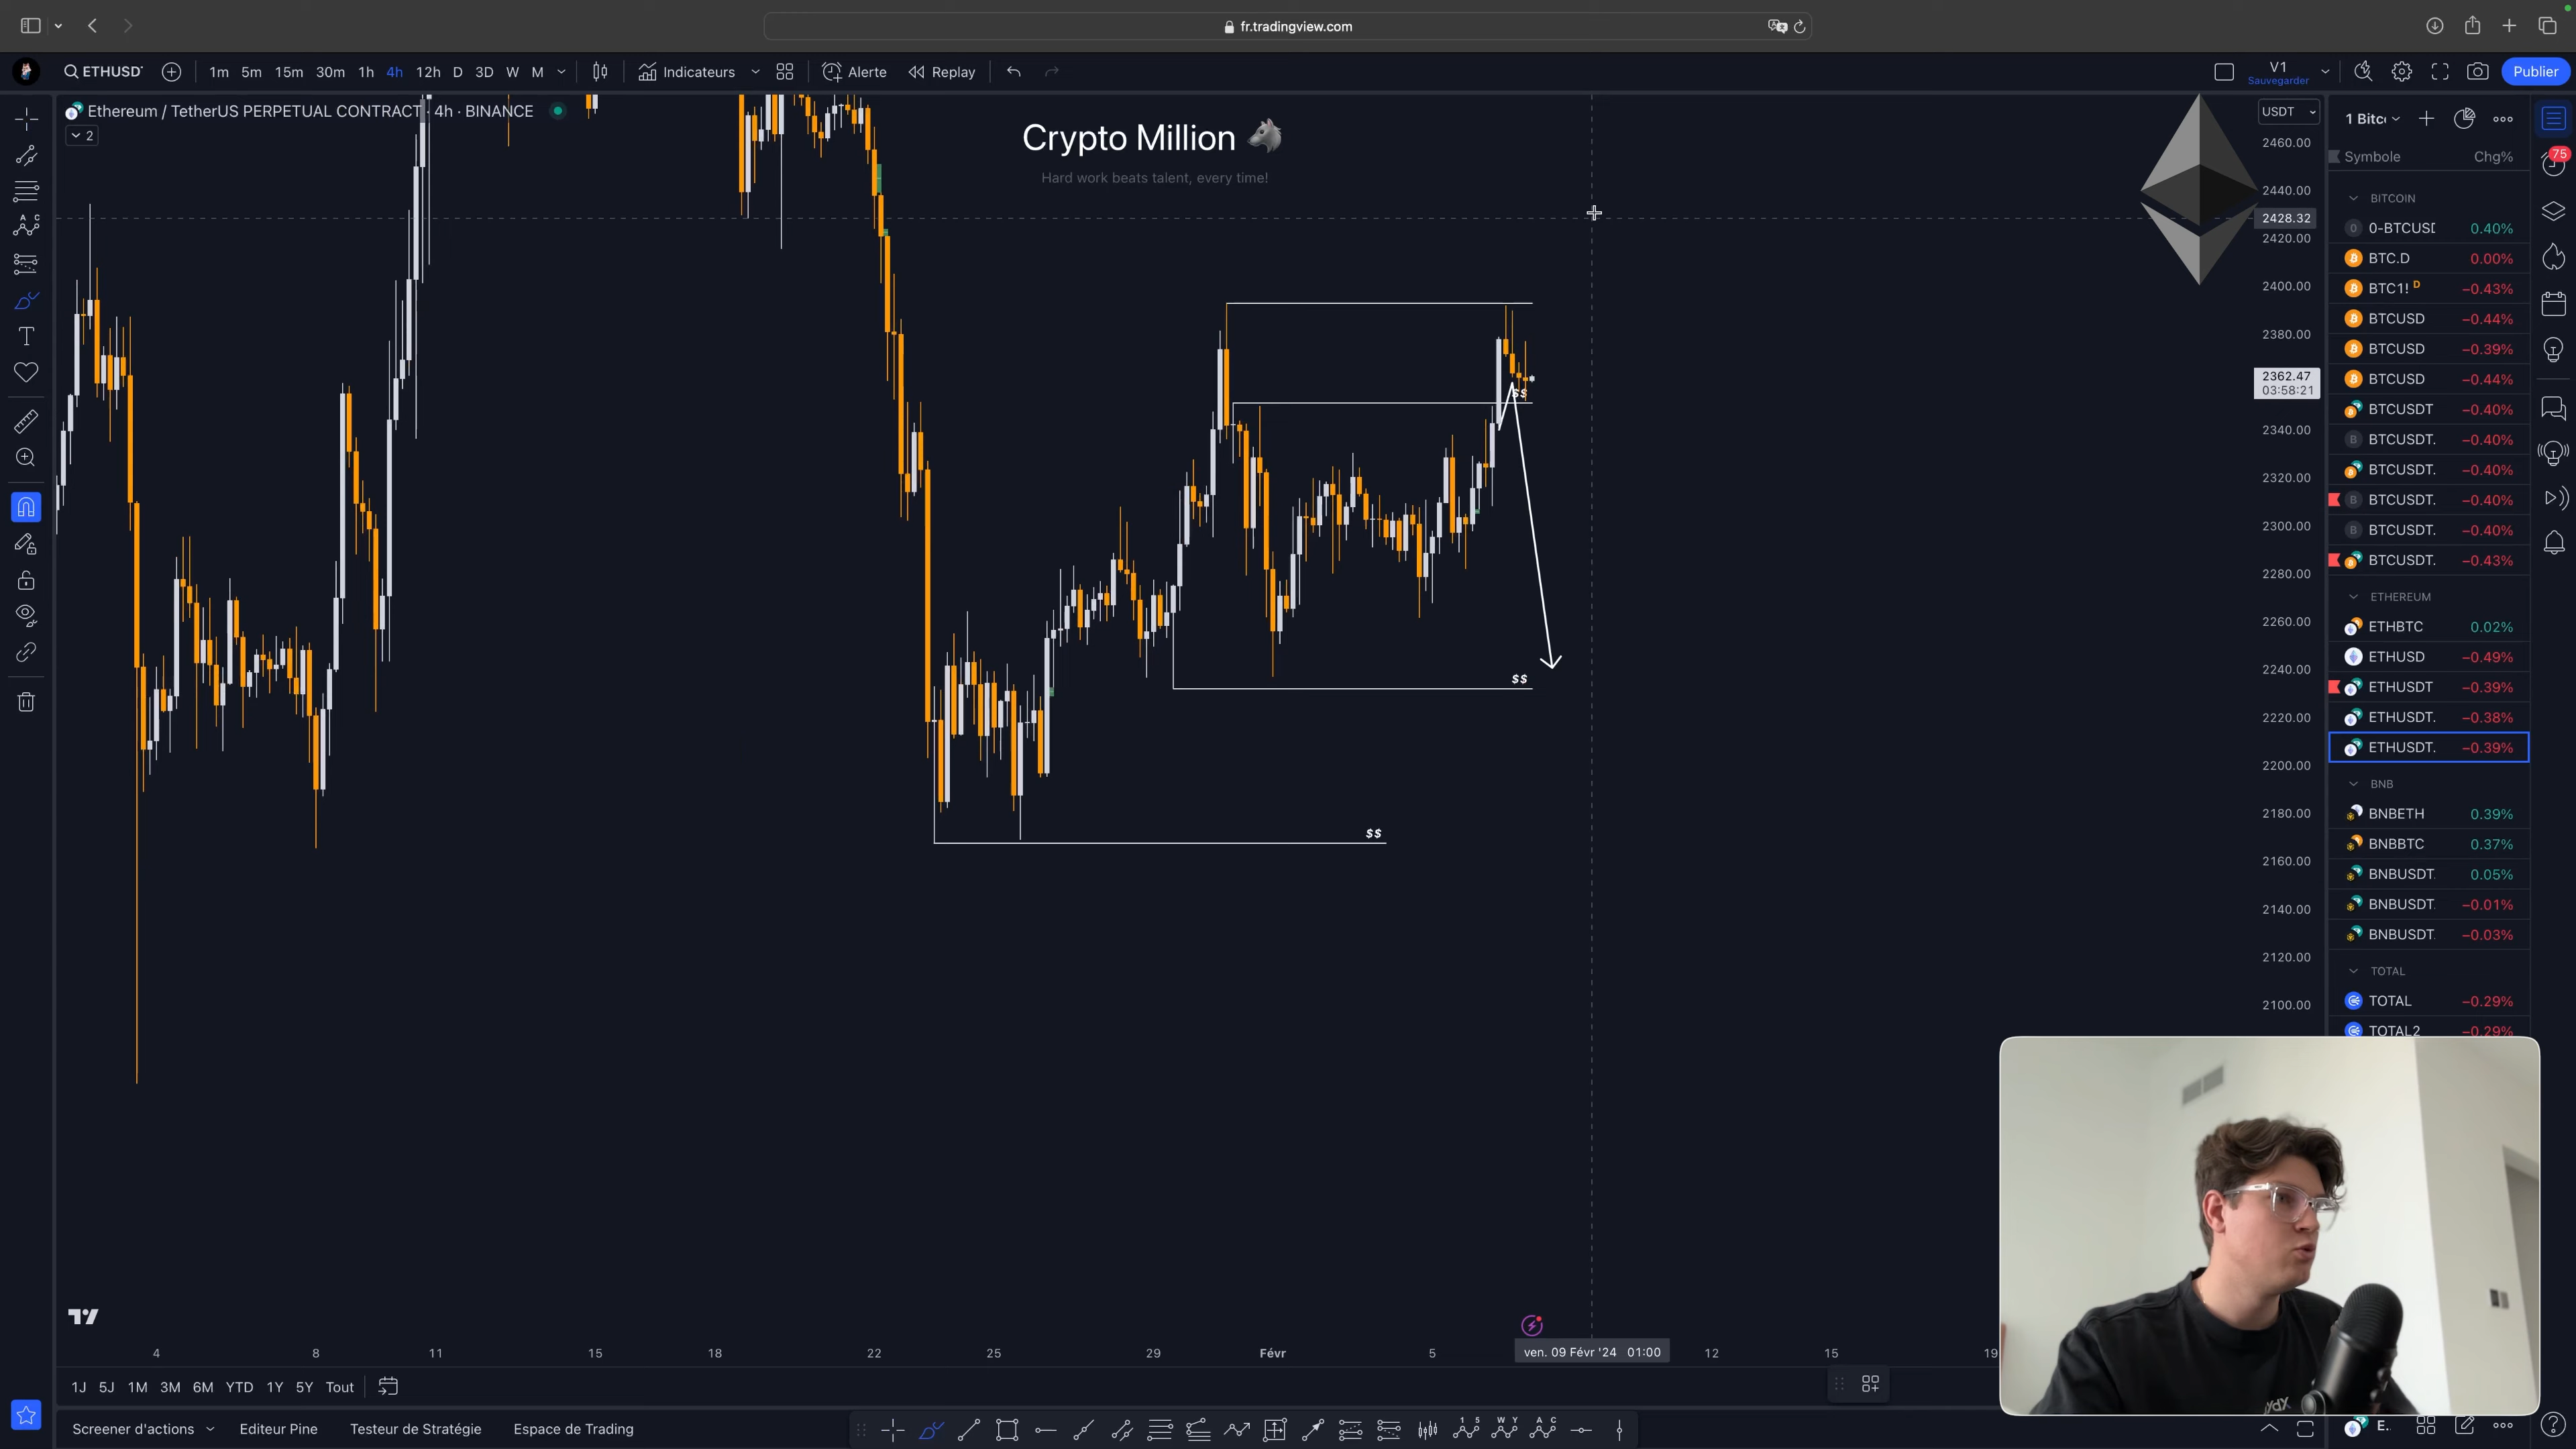 fr.tradingview.com
ETHUSD
1m 5m 15m 30m 1h 4h 12h D 3D W M
Indicateurs
Alerte
Replay
V1
Sauvegarder
Publier
Ethereum / TetherUS PERPETUAL CONTRACT · 4h · BINANCE
2
Crypto Million
Hard work beats talent, every time!
USDT
2460.00
2440.00
2428.32
2420.00
2400.00
2380.00
2362.47
03:58:21
2340.00
2320.00
2300.00
2280.00
2260.00
2240.00
2220.00
2200.00
2180.00
2160.00
2140.00
2120.00
2100.00
$$
$$
$$
1 Bitc
75
Symbole Chg%
BITCOIN
0-BTCUS 0.40%
BTC.D 0.00%
BTC1! D −0.43%
BTCUSD −0.44%
BTCUSD −0.39%
BTCUSD −0.44%
BTCUSDT −0.40%
BTCUSDT. −0.40%
BTCUSDT. −0.40%
BTCUSDT. −0.40%
BTCUSDT. −0.40%
BTCUSDT. −0.43%
ETHEREUM
ETHBTC 0.02%
ETHUSD −0.49%
ETHUSDT −0.39%
ETHUSDT. −0.38%
ETHUSDT. −0.39%
BNB
BNBETH 0.39%
BNBBTC 0.37%
BNBUSDT 0.05%
BNBUSDT −0.01%
BNBUSDT −0.03%
TOTAL
TOTAL −0.29%
TOTAL2 −0.29%
4 8 11 15 18 22 25 29 Févr 5 ven. 09 Févr '24 01:00 12 15 19
1J 5J 1M 3M 6M YTD 1Y 5Y Tout
Screener d'actions Editeur Pine Testeur de Stratégie Espace de Trading
E.